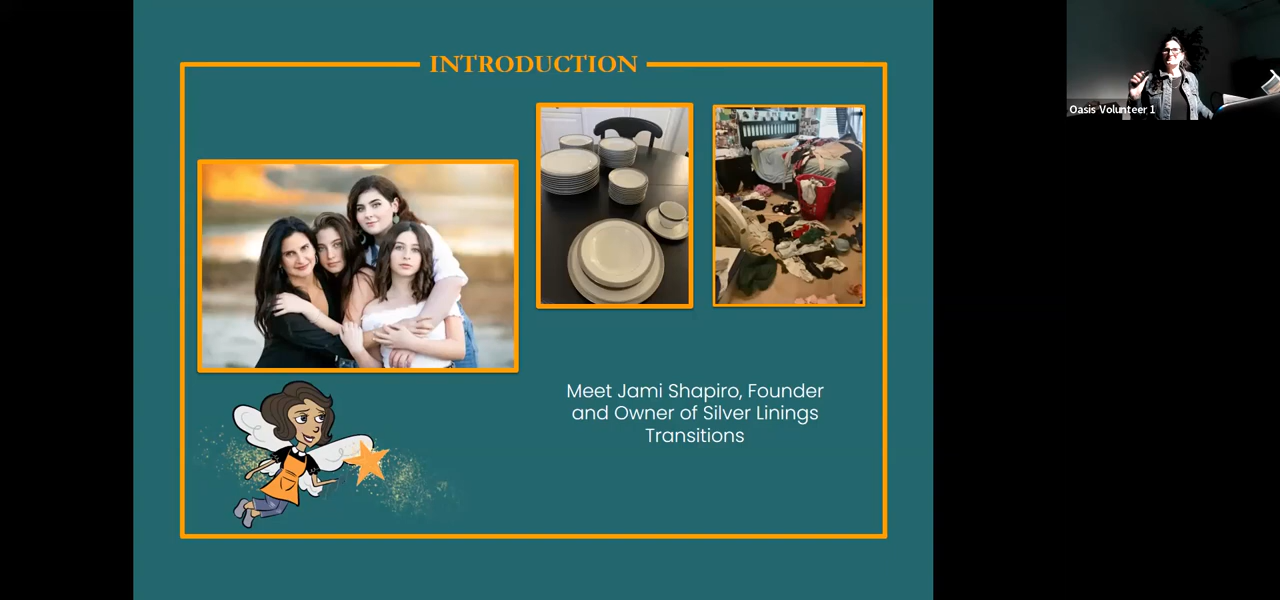 INTRODUCTION
Oasis Volunteer 1
Meet Jami Shapiro, Founder
and Owner of Silver Linings
Transitions